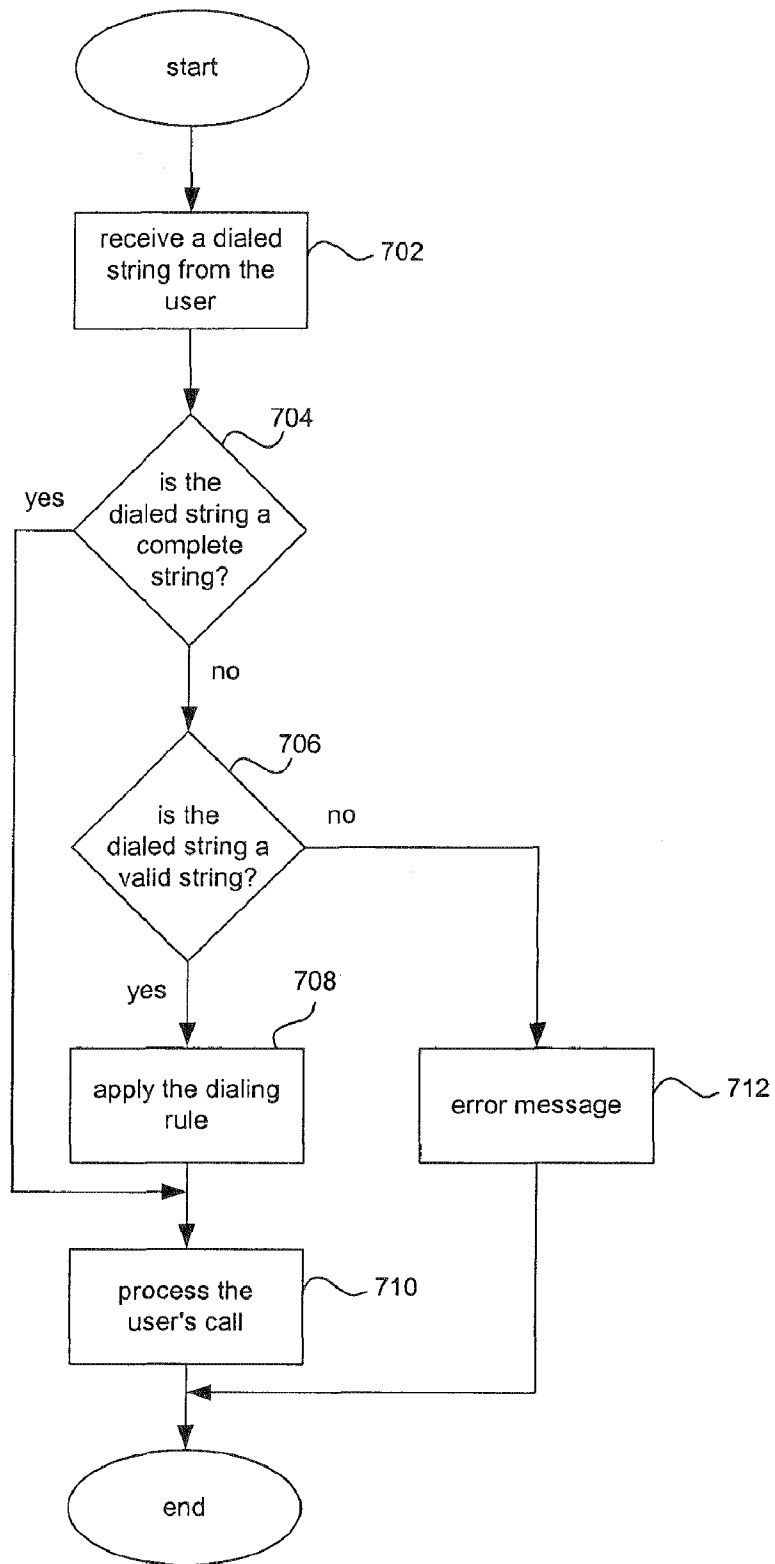 start
receive a dialed
string from the
user
702
704
is the
dialed string a
complete
string?
yes
no
706
is the
dialed string a
valid string?
no
yes
708
apply the dialing
rule
error message
712
process the
user's call
710
end